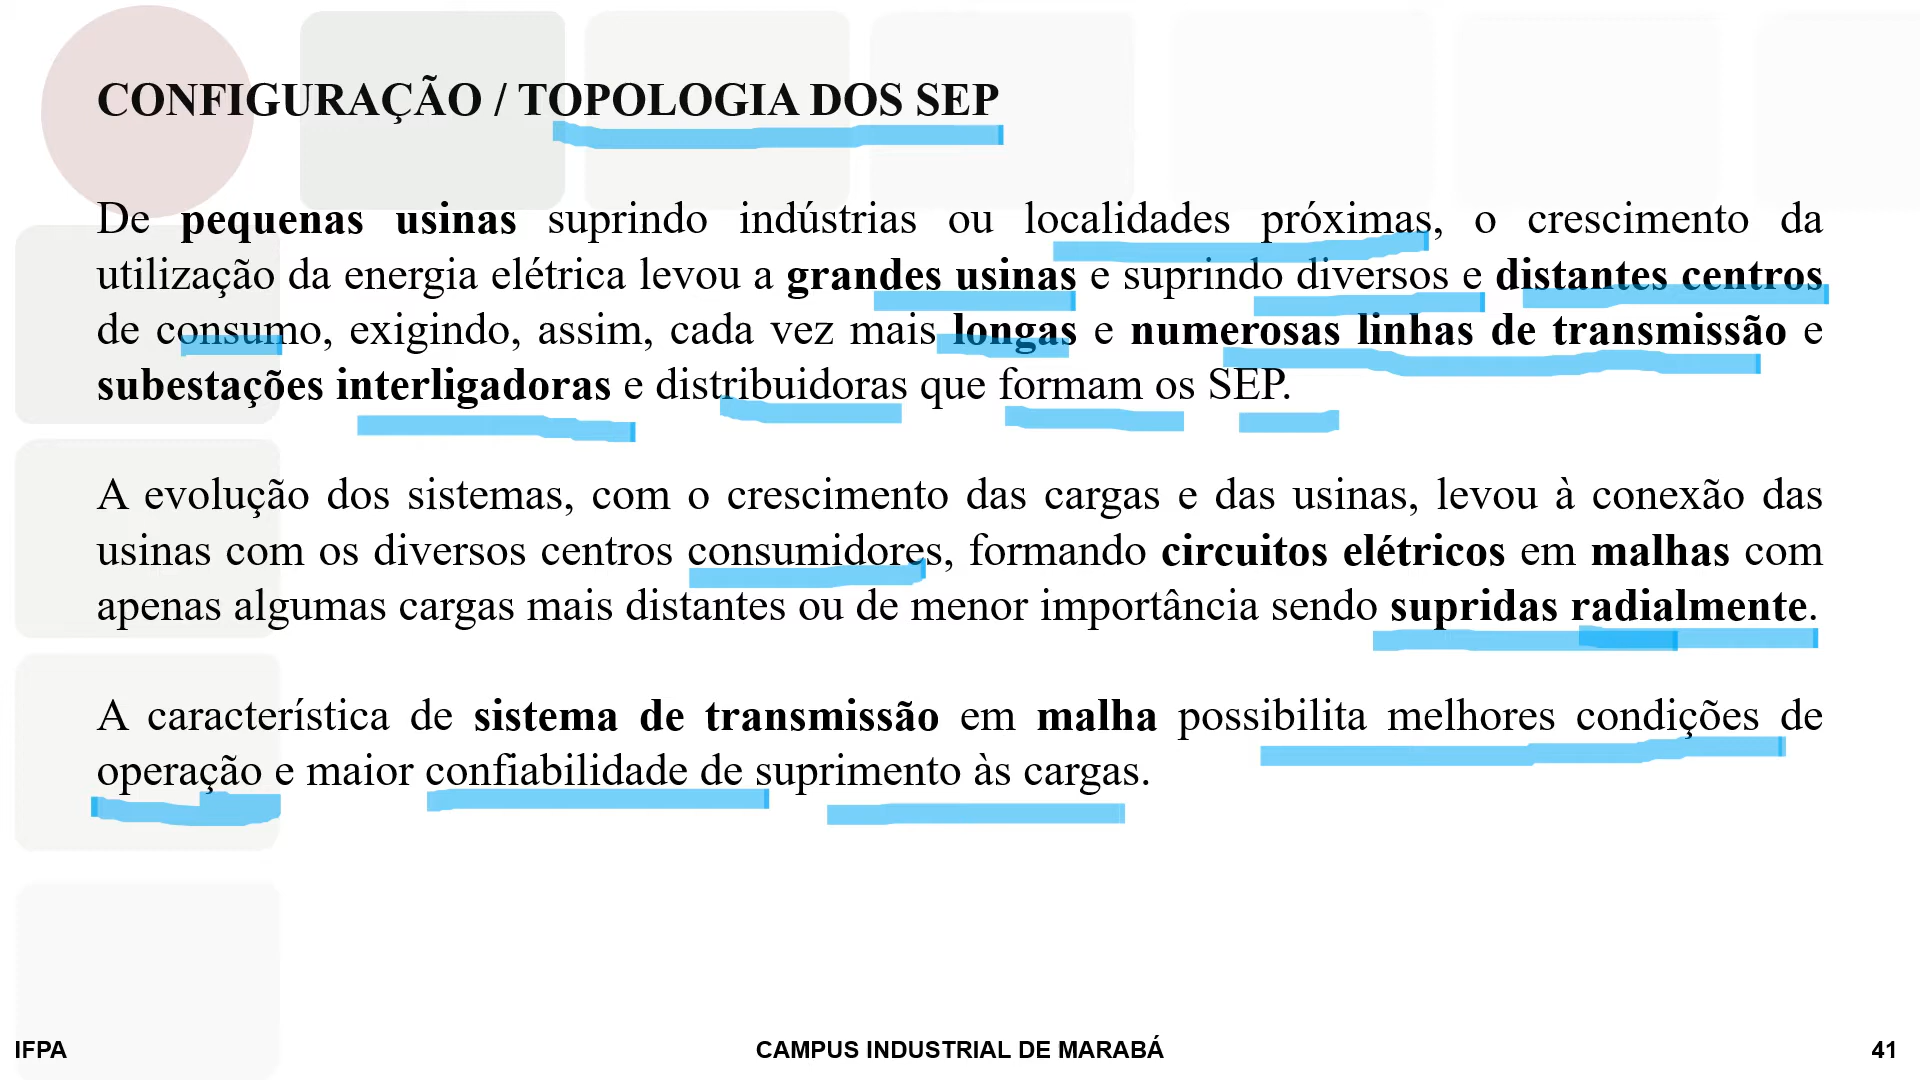 CONFIGURAÇÃO / TOPOLOGIA DOS SEP
De pequenas usinas suprindo indústrias ou localidades próximas, o crescimento da
utilização da energia elétrica levou a grandes usinas e suprindo diversos e distantes centros
de consumo, exigindo, assim, cada vez mais longas e numerosas linhas de transmissão e
subestações interligadoras e distribuidoras que formam os SEP.
A evolução dos sistemas, com o crescimento das cargas e das usinas, levou à conexão das
usinas com os diversos centros consumidores, formando circuitos elétricos em malhas com
apenas algumas cargas mais distantes ou de menor importância sendo supridas radialmente.
A característica de sistema de transmissão em malha possibilita melhores condições de
operação e maior confiabilidade de suprimento às cargas.
IFPA
CAMPUS INDUSTRIAL DE MARABÁ
41